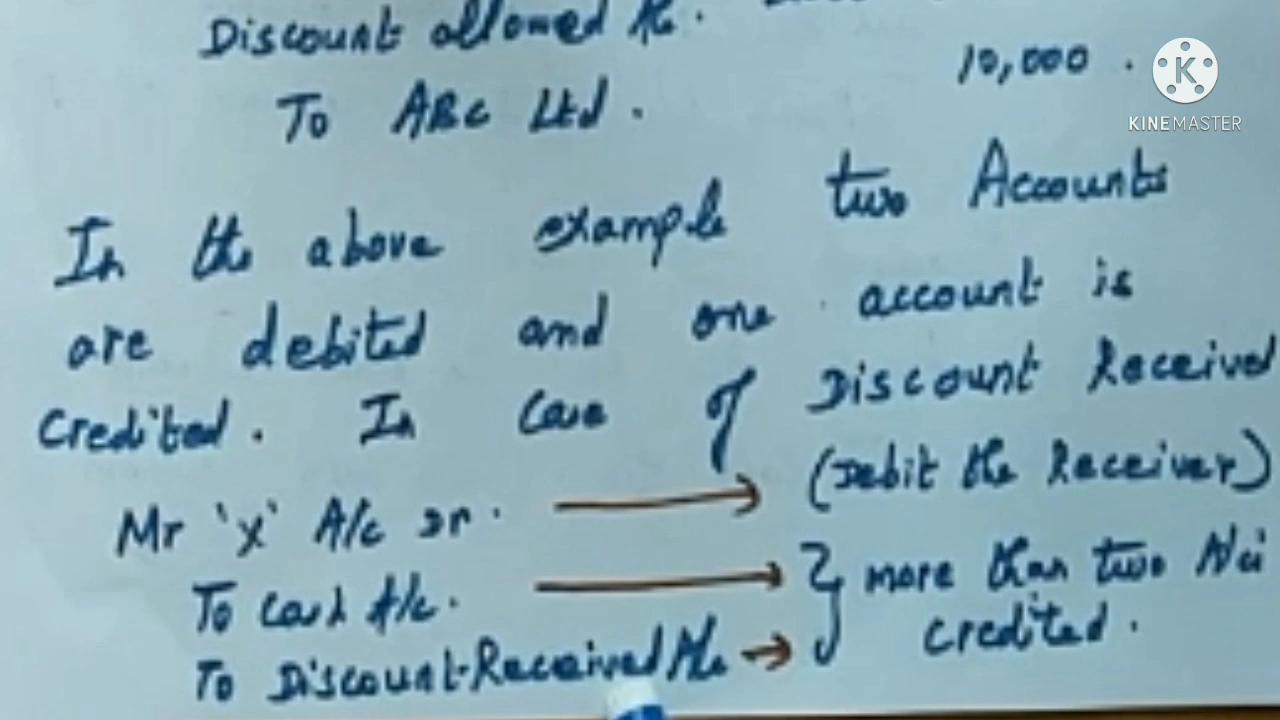 Discount allowed A/c.
10,000.
To ABC Ltd.
KINEMASTER
In the above example two Accounts
are debited and one account is
credited. In case of Discount Received
Mr 'x' A/c Dr. (Debit the Receiver)
To Cash A/c. more than two A/cs
credited.
To Discount-Received A/c